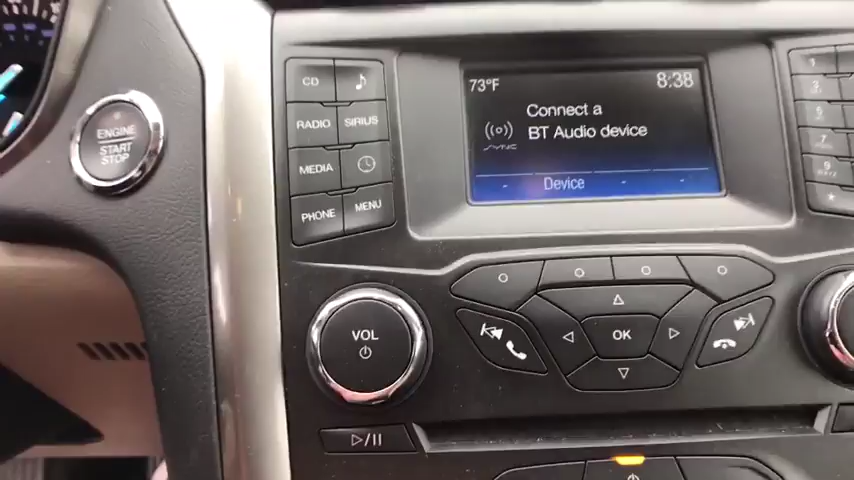 ENGINE
START
STOP
CD
RADIO
SIRIUS
MEDIA
PHONE
MENU
73°F
8:38
Connect a
BT Audio device
SYNC
Device
VOL
OK